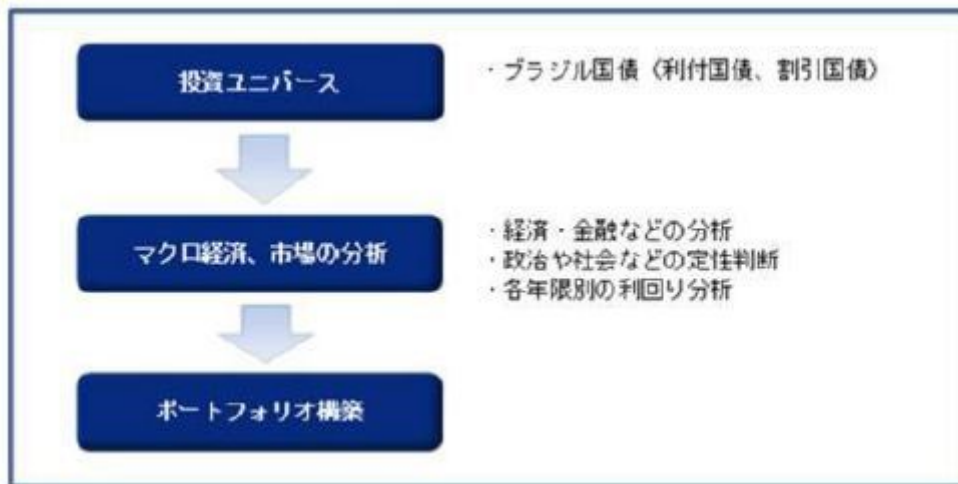 投資ユニバース
・ブラジル国債(利付国債、割引国債)
マクロ経済、市場の分析
・経済・金融などの分析
・政治や社会などの定性判断
・各年限別の利回り分析
ポートフォリオ構築